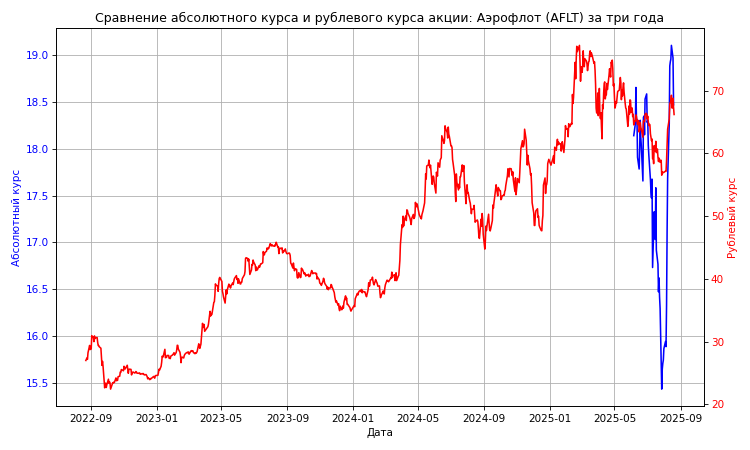 Сравнение абсолютного курса и рублевого курса акции: Аэрофлот (AFLT) за три года
Абсолютный курс
19.0
18.5
18.0
17.5
17.0
16.5
16.0
15.5
70
60
50
40
30
20
Рублевый курс
2022-09 2023-01 2023-05 2023-09 2024-01 2024-05 2024-09 2025-01 2025-05 2025-09
Дата